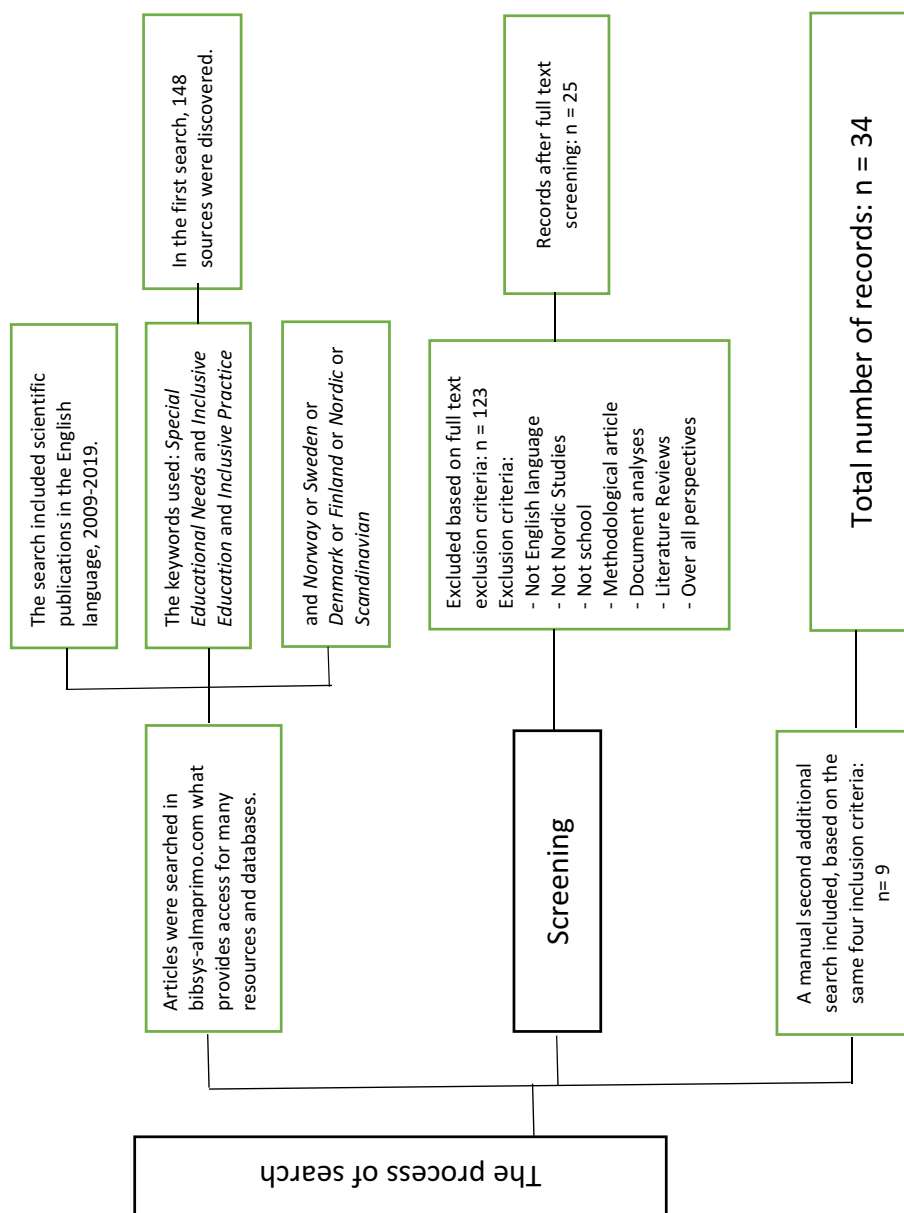 The process of search
Articles were searched in
bibsys-almaprimo.com what
provides access for many
resources and databases.
The search included scientific
publications in the English
language, 2009-2019.
The keywords used: Special
Educational Needs and Inclusive
Education and Inclusive Practice
and Norway or Sweden or
Denmark or Finland or Nordic or
Scandinavian
In the first search, 148
sources were discovered.
Screening
Excluded based on full text
exclusion criteria: n = 123
Exclusion criteria:
- Not English language
- Not Nordic Studies
- Not school
- Methodological article
- Document analyses
- Literature Reviews
- Over all perspectives
Records after full text
screening: n = 25
A manual second additional
search included, based on the
same four inclusion criteria:
n= 9
Total number of records: n = 34